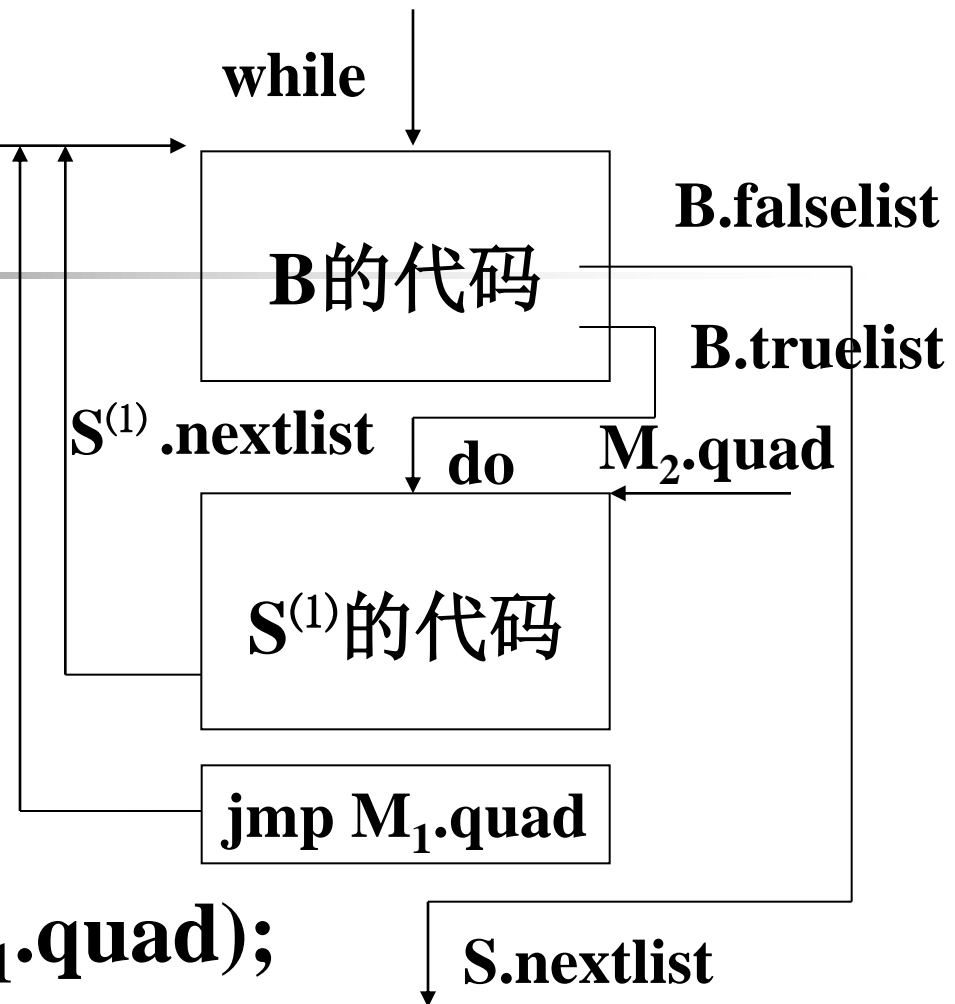 while
B.falselist
B的代码
B.truelist
S⁽¹⁾.nextlist
do
M₂.quad
S⁽¹⁾的代码
jmp M₁.quad
₁.quad);
S.nextlist